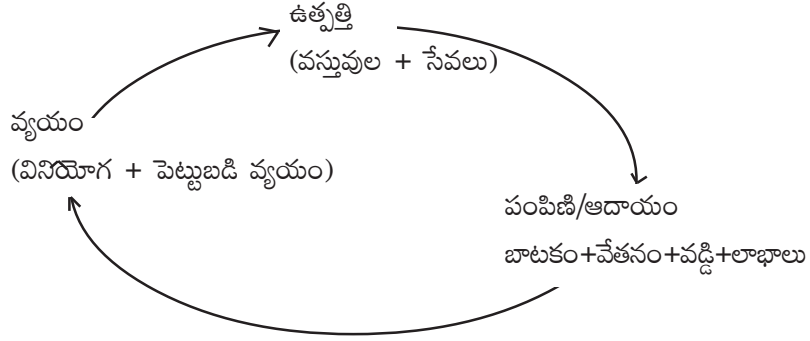 ఉత్పత్తి
(వస్తువుల + సేవలు)
వ్యయం
(వినియోగ + పెట్టుబడి వ్యయం)
పంపిణి/ఆదాయం
బాటకం+వేతనం+వడ్డి+లాభాలు